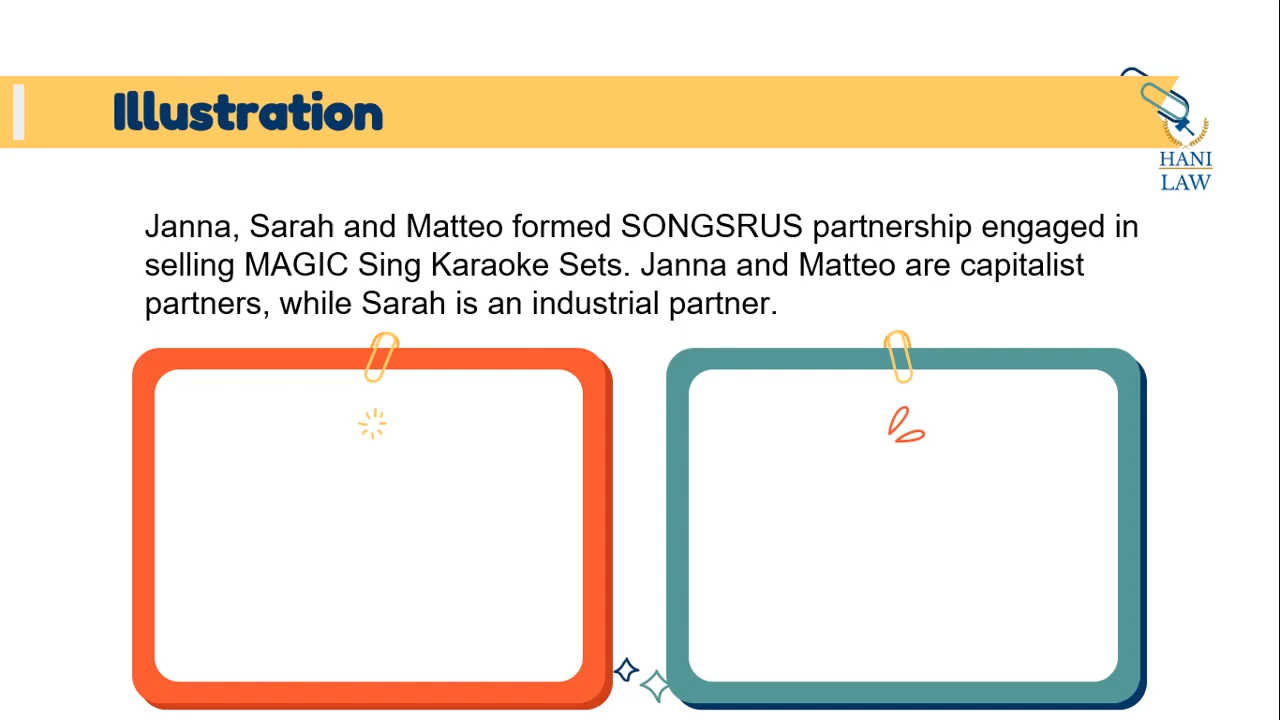 Illustration
HANI
LAW
Janna, Sarah and Matteo formed SONGSRUS partnership engaged in
selling MAGIC Sing Karaoke Sets. Janna and Matteo are capitalist
partners, while Sarah is an industrial partner.